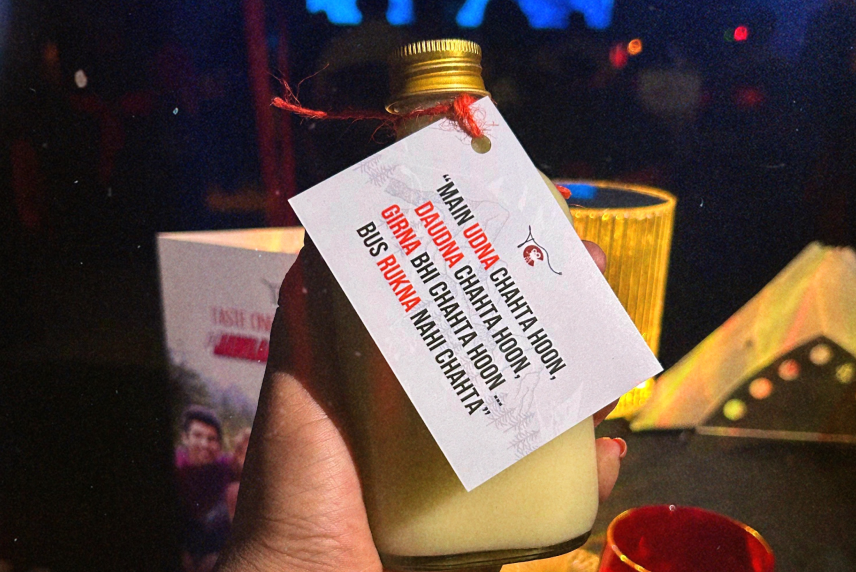 “MAIN UDNA CHAHTA HOON,
DAUDNA CHAHTA HOON,
GIRNA BHI CHAHTA HOON ...
BUS RUKNA NAHI CHAHTA”
TASTE